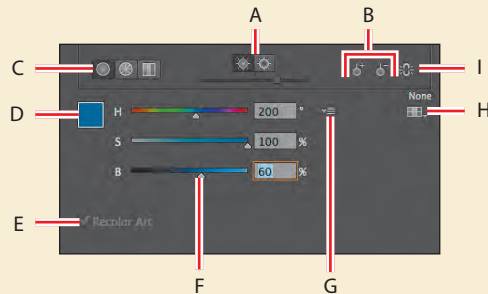 A
B
C
I
None
D
H 200 °
H
S 100 %
B 60 %
E
✓ Recolor Art
F
G